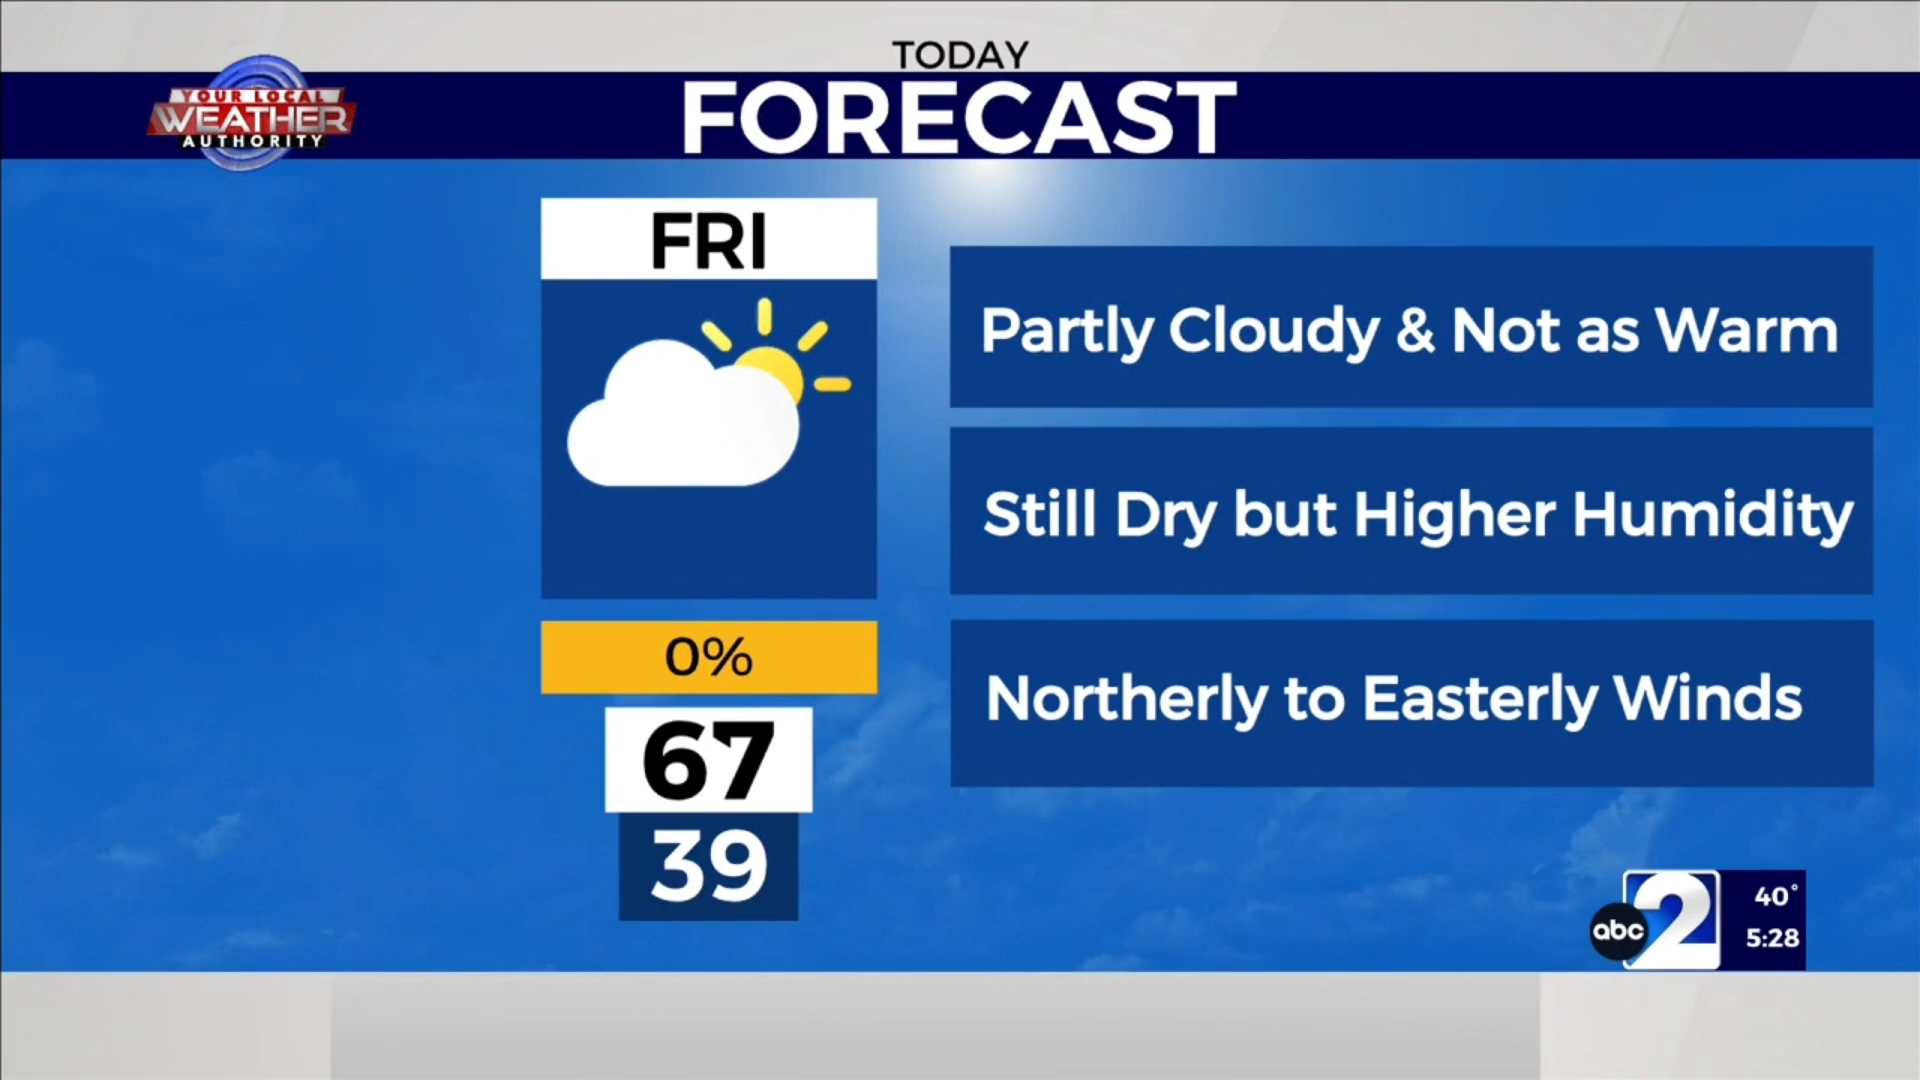 TODAY
FORECAST
YOUR LOCAL
WEATHER
AUTHORITY
FRI
0%
67
39
Partly Cloudy & Not as Warm
Still Dry but Higher Humidity
Northerly to Easterly Winds
abc 2
40°
5:28